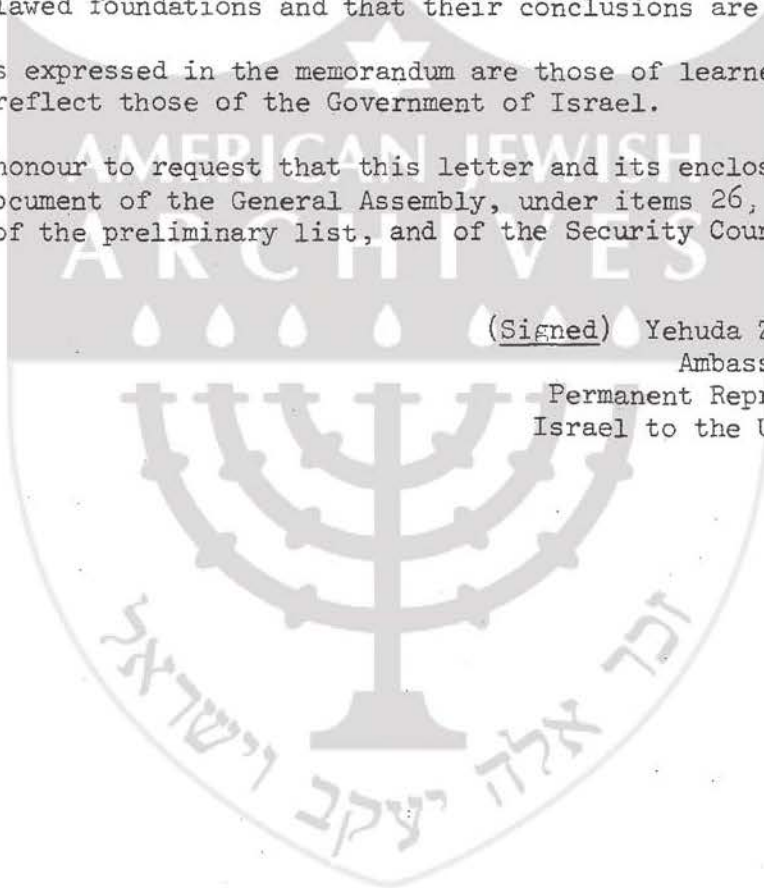 lawed foundations and that their conclusions are
s expressed in the memorandum are those of learne
reflect those of the Government of Israel.
honour to request that this letter and its enclos
ocument of the General Assembly, under items 26,
of the preliminary list, and of the Security Cour
AMERICAN JEWISH
ARCHIVES
(Signed) Yehuda Z
Ambass
Permanent Repr
Israel to the U
זכר אלה יעקב וישראל